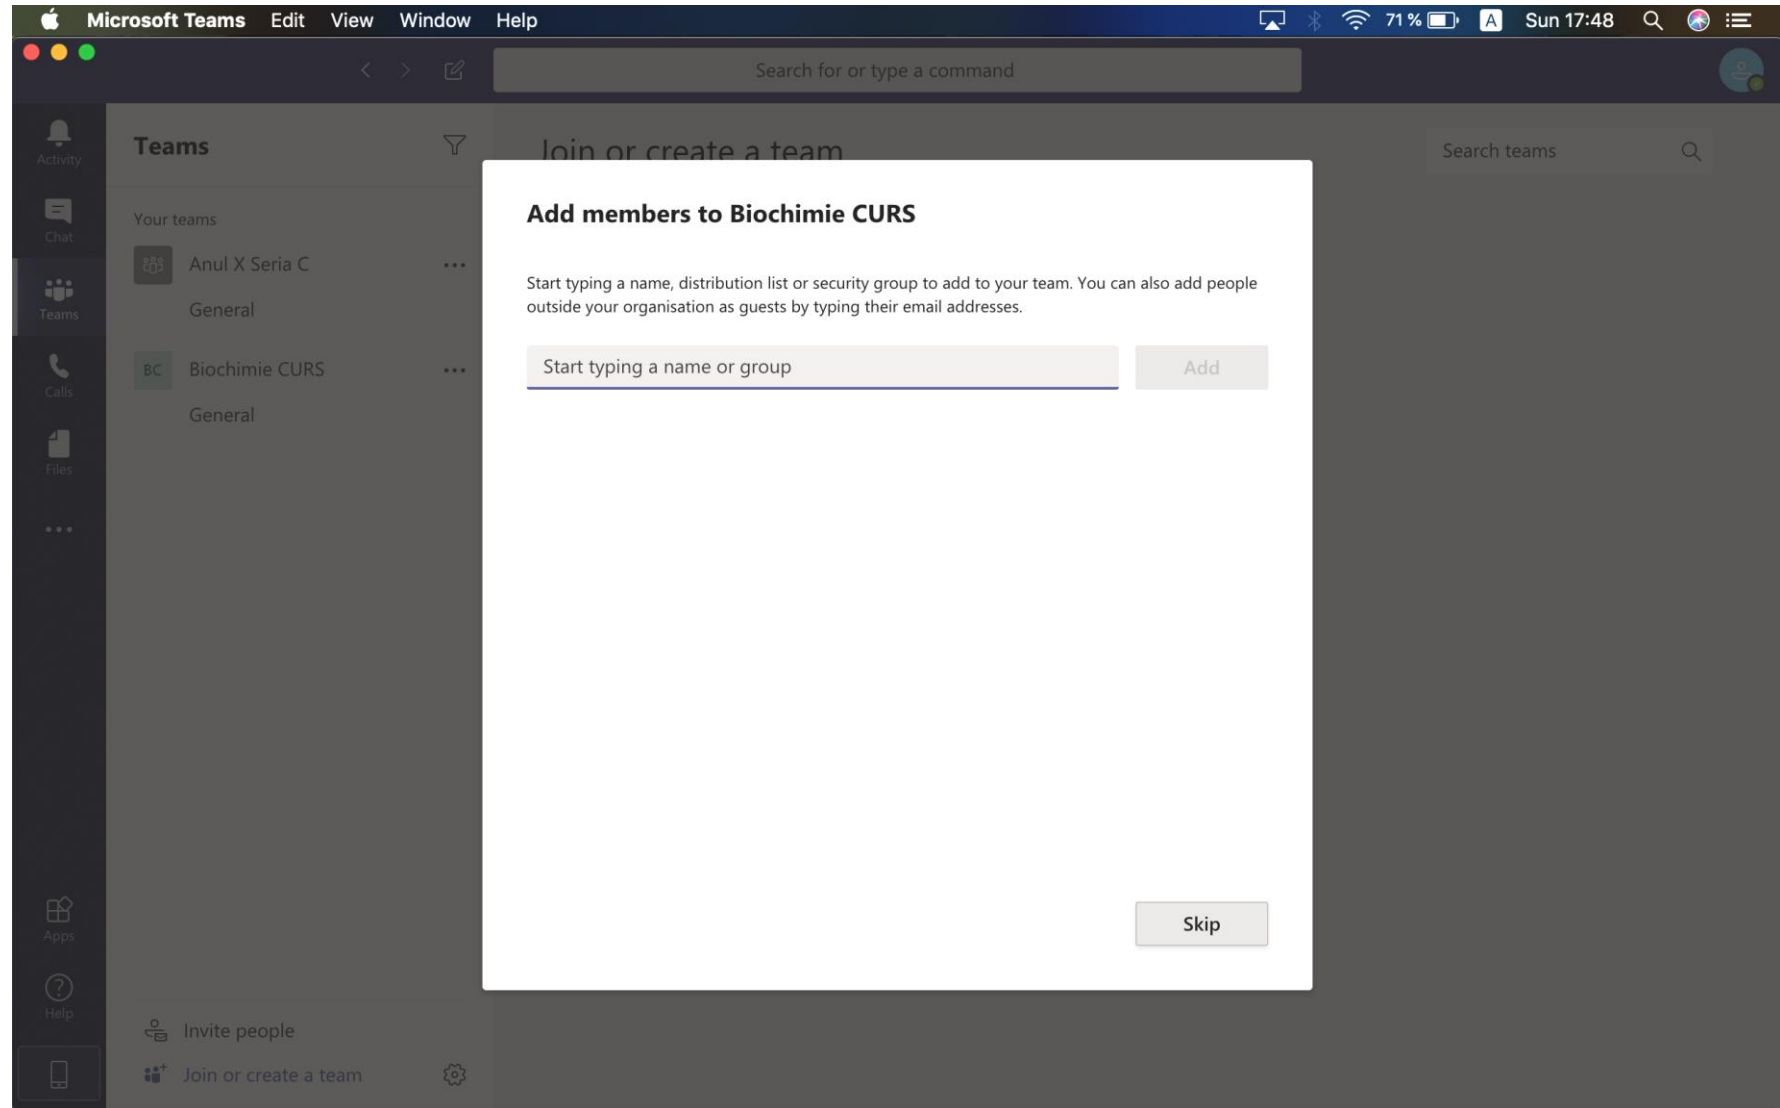 Microsoft Teams Edit View Window Help 71 % A Sun 17:48
Search for or type a command
Activity
Chat
Teams
Calls
Files
Apps
Help
Teams
Your teams
Anul X Seria C
General
BC Biochimie CURS
General
Invite people
Join or create a team
Join or create a team
Search teams
Add members to Biochimie CURS
Start typing a name, distribution list or security group to add to your team. You can also add people
outside your organisation as guests by typing their email addresses.
Start typing a name or group
Add
Skip